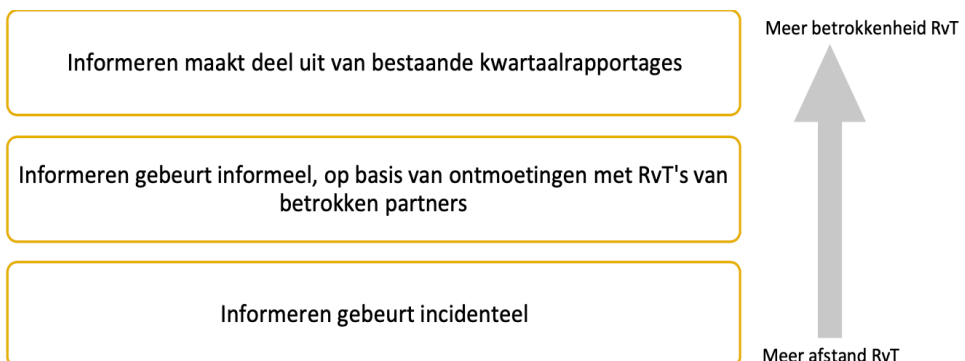 Meer betrokkenheid RvT
Informeren maakt deel uit van bestaande kwartaalrapportages
Informeren gebeurt informeel, op basis van ontmoetingen met RvT's van
betrokken partners
Informeren gebeurt incidenteel
Meer afstand RvT